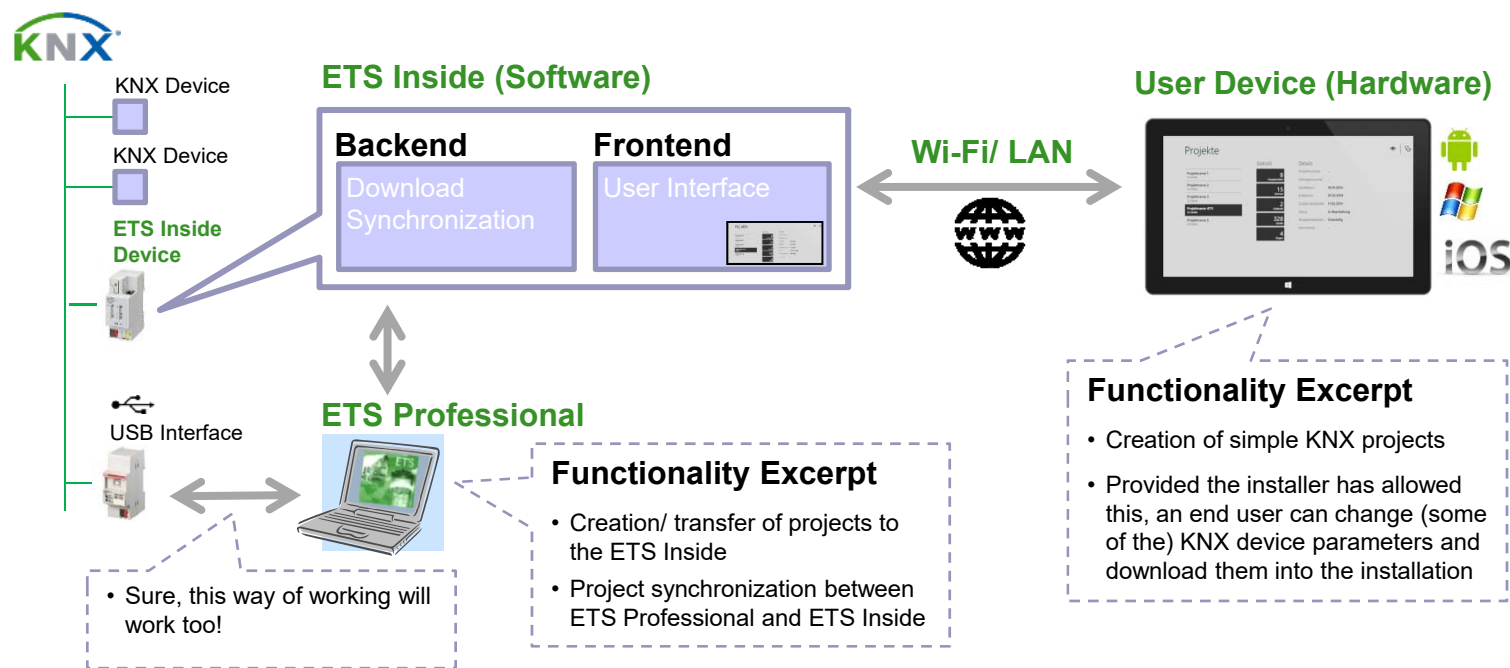 KNX
KNX Device
KNX Device
ETS Inside
Device
USB Interface
ETS Inside (Software)
Backend
Download
Synchronization
Frontend
User Interface
Wi-Fi/ LAN
www
User Device (Hardware)
Projekte
iOS
ETS Professional
ETS
Functionality Excerpt
• Creation/ transfer of projects to
the ETS Inside
• Project synchronization between
ETS Professional and ETS Inside
• Sure, this way of working will
work too!
Functionality Excerpt
• Creation of simple KNX projects
• Provided the installer has allowed
this, an end user can change (some
of the) KNX device parameters and
download them into the installation